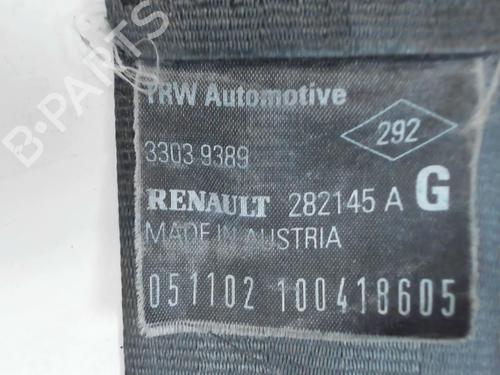 TRW Automotive
292
3303 9389
RENAULT 282145 A G
MADE IN AUSTRIA
051102 100418605
B-PARTS